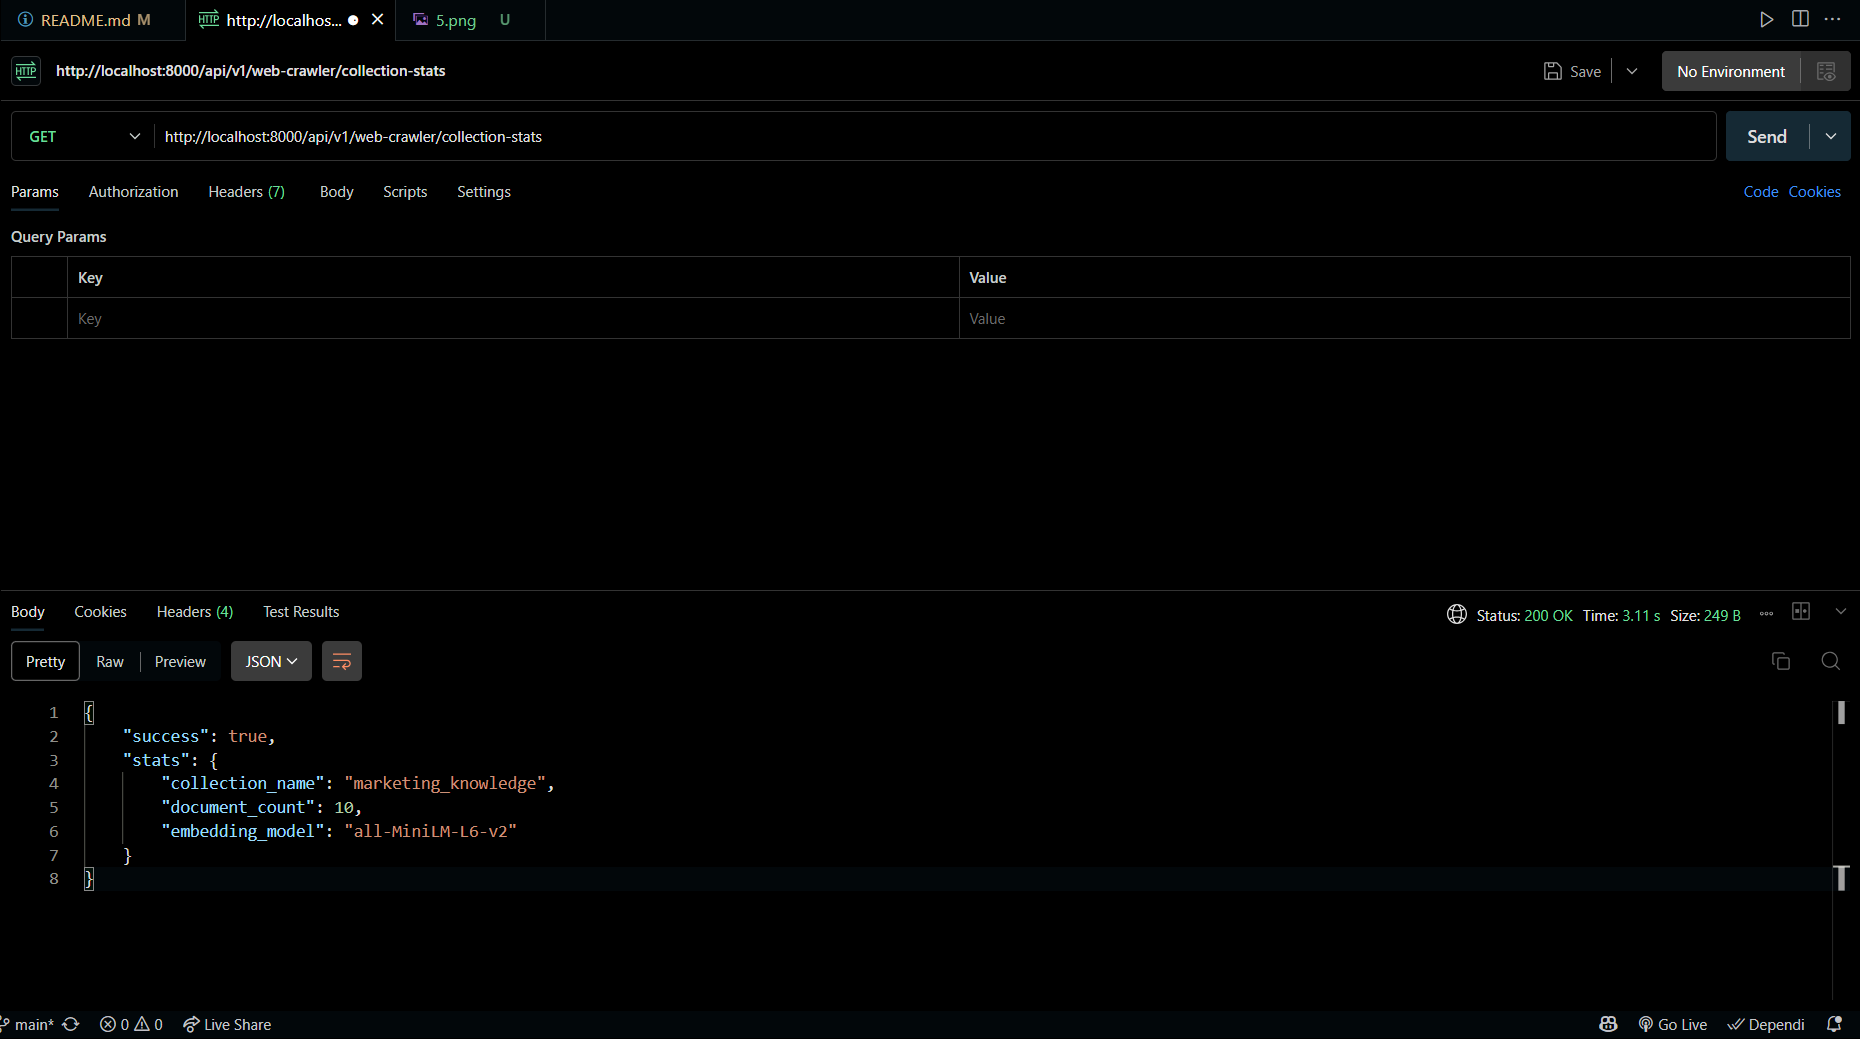 README.md M
http://localhos...
5.png U
http://localhost:8000/api/v1/web-crawler/collection-stats
Save
No Environment
GET
http://localhost:8000/api/v1/web-crawler/collection-stats
Send
Params Authorization Headers (7) Body Scripts Settings
Code Cookies
Query Params
Key Value
Key Value
Body Cookies Headers (4) Test Results
Status: 200 OK Time: 3.11 s Size: 249 B
Pretty Raw Preview JSON
1 {
2 "success": true,
3 "stats": {
4 "collection_name": "marketing_knowledge",
5 "document_count": 10,
6 "embedding_model": "all-MiniLM-L6-v2"
7 }
8 }
main* 0 0 Live Share
Go Live Dependi